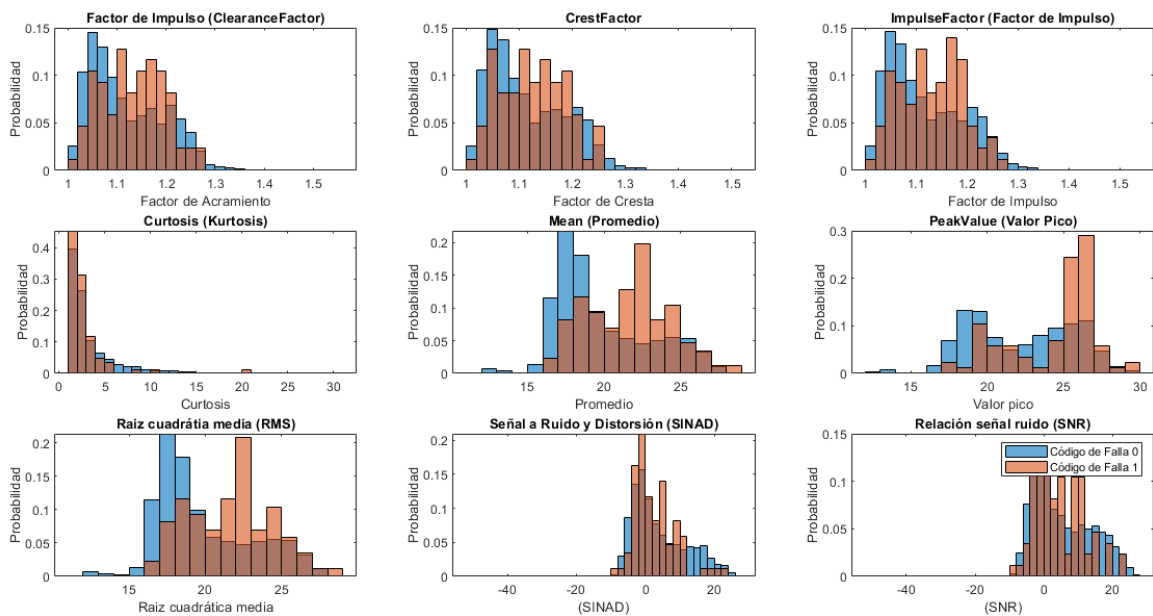 Factor de Impulso (ClearanceFactor)
0.15
0.1
0.05
0
Probabilidad
1 1.1 1.2 1.3 1.4 1.5
Factor de Acramiento
CrestFactor
0.15
0.1
0.05
0
Probabilidad
1 1.1 1.2 1.3 1.4 1.5
Factor de Cresta
ImpulseFactor (Factor de Impulso)
0.15
0.1
0.05
0
Probabilidad
1 1.1 1.2 1.3 1.4 1.5
Factor de Impulso
Curtosis (Kurtosis)
0.4
0.3
0.2
0.1
0
Probabilidad
0 5 10 15 20 25 30
Curtosis
Mean (Promedio)
0.2
0.15
0.1
0.05
0
Probabilidad
15 20 25
Promedio
PeakValue (Valor Pico)
0.3
0.2
0.1
0
Probabilidad
15 20 25 30
Valor pico
Raiz cuadrátia media (RMS)
0.2
0.15
0.1
0.05
0
Probabilidad
15 20 25
Raiz cuadrática media
Señal a Ruido y Distorsión (SINAD)
0.2
0.15
0.1
0.05
0
Probabilidad
-40 -20 0 20
(SINAD)
Relación señal ruido (SNR)
0.15
0.1
0.05
0
Probabilidad
-40 -20 0 20
(SNR)
Código de Falla 0
Código de Falla 1